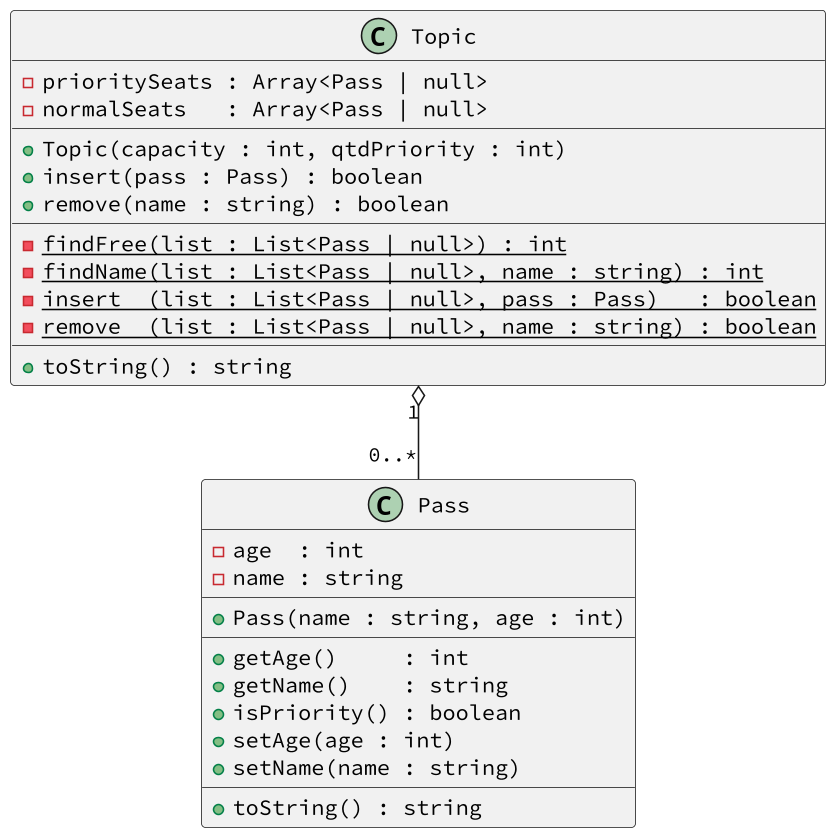 C Topic
prioritySeats : Array<Pass | null>
normalSeats   : Array<Pass | null>
Topic(capacity : int, qtdPriority : int)
insert(pass : Pass) : boolean
remove(name : string) : boolean
findFree(list : List<Pass | null>) : int
findName(list : List<Pass | null>, name : string) : int
insert  (list : List<Pass | null>, pass : Pass)   : boolean
remove  (list : List<Pass | null>, name : string) : boolean
toString() : string
1
0..*
C Pass
age  : int
name : string
Pass(name : string, age : int)
getAge()     : int
getName()    : string
isPriority() : boolean
setAge(age : int)
setName(name : string)
toString() : string